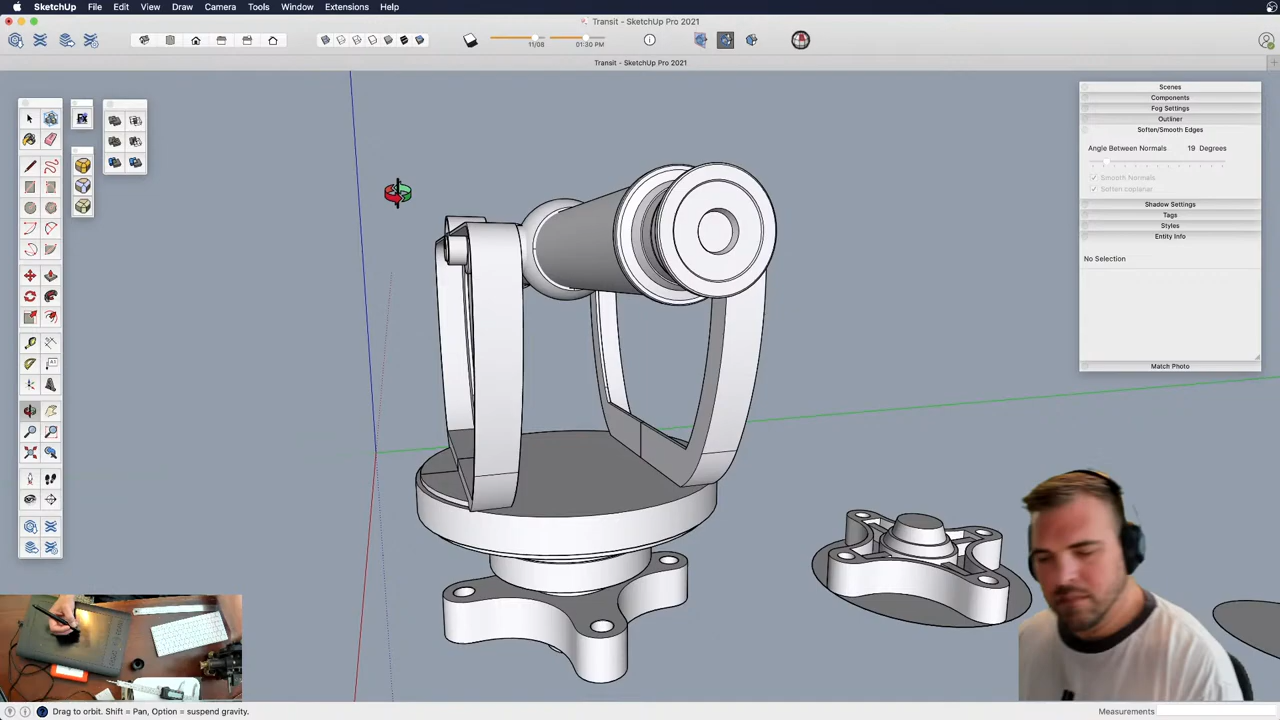 SketchUp File Edit View Draw Camera Tools Window Extensions Help
Transit - SketchUp Pro 2021
11/08 01:30 PM
Transit - SketchUp Pro 2021
Scenes
Components
Fog Settings
Outliner
Soften/Smooth Edges
Angle Between Normals 19 Degrees
Smooth Normals
Soften coplanar
Shadow Settings
Tags
Styles
Entity Info
No Selection
Match Photo
Drag to orbit. Shift = Pan, Option = suspend gravity.
Measurements